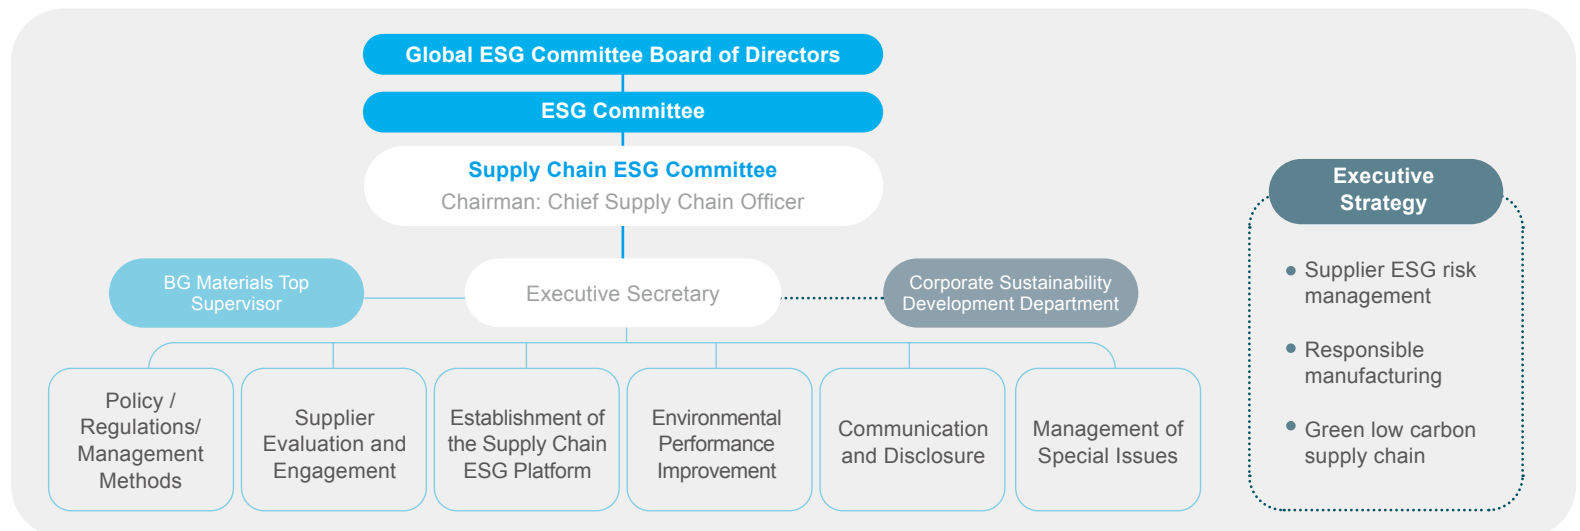 Global ESG Committee Board of Directors
ESG Committee
Supply Chain ESG Committee
Chairman: Chief Supply Chain Officer
BG Materials Top
Supervisor
Executive Secretary
Corporate Sustainability
Development Department
Policy /
Regulations/
Management
Methods
Supplier
Evaluation and
Engagement
Establishment of
the Supply Chain
ESG Platform
Environmental
Performance
Improvement
Communication
and Disclosure
Management of
Special Issues
Executive
Strategy
Supplier ESG risk
management
Responsible
manufacturing
Green low carbon
supply chain